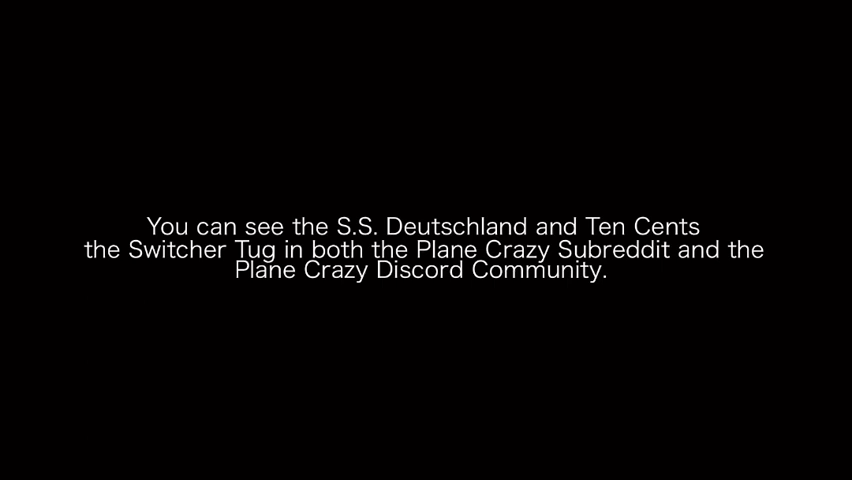 You can see the S.S. Deutschland and Ten Cents
the Switcher Tug in both the Plane Crazy Subreddit and the
Plane Crazy Discord Community.